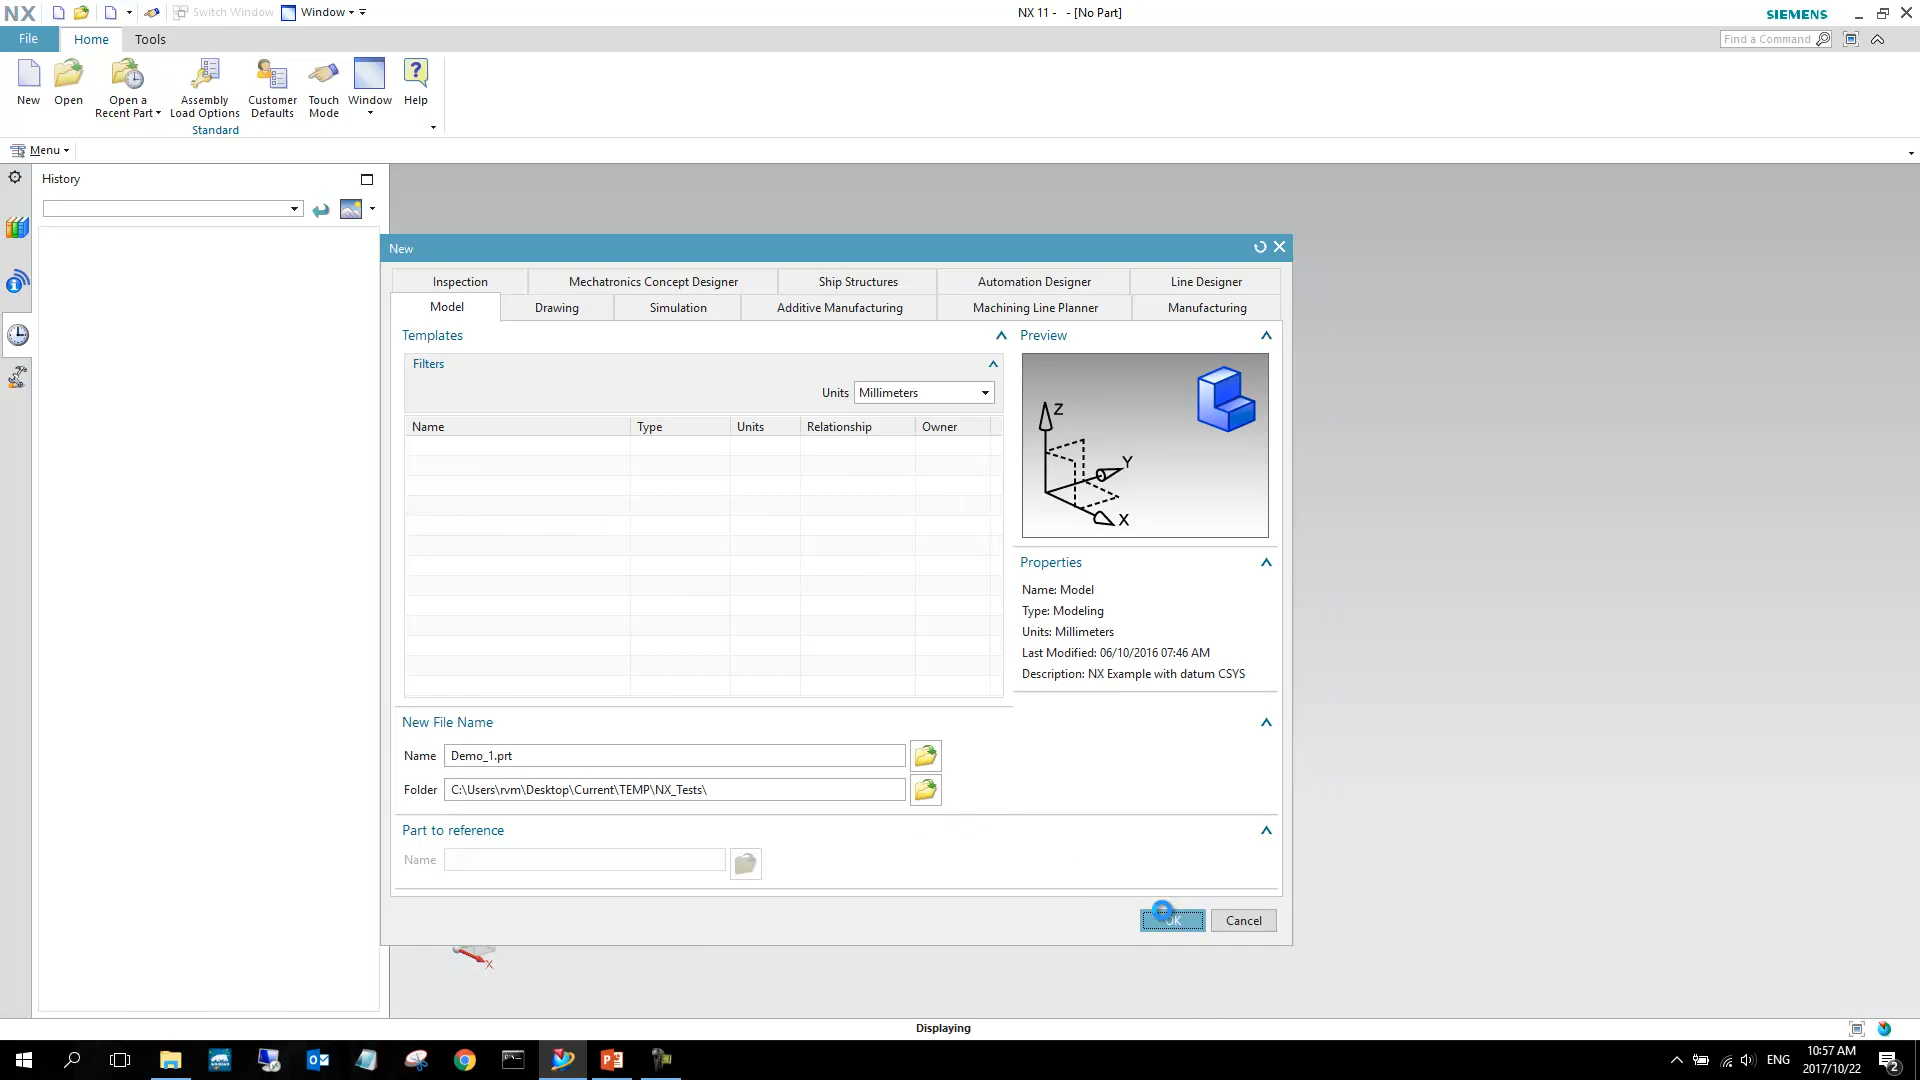 NX Switch Window Window NX 11 - - [No Part] SIEMENS
File Home Tools Find a Command
New Open Open a Recent Part Assembly Load Options Customer Defaults Touch Mode Window Help
Standard
Menu
History
New
Inspection Mechatronics Concept Designer Ship Structures Automation Designer Line Designer
Model Drawing Simulation Additive Manufacturing Machining Line Planner Manufacturing
Templates Preview
Filters
Units Millimeters
Name Type Units Relationship Owner
Z
Y
X
Properties
Name: Model
Type: Modeling
Units: Millimeters
Last Modified: 06/10/2016 07:46 AM
Description: NX Example with datum CSYS
New File Name
Name Demo_1.prt
Folder C:\Users\rvm\Desktop\Current\TEMP\NX_Tests\
Part to reference
Name
OK Cancel
X
Displaying
ENG 10:57 AM
2017/10/22 2